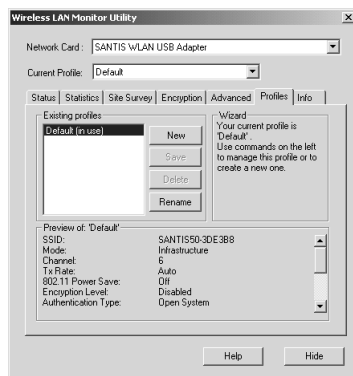 Wireless LAN Monitor Utility
Network Card : SANTIS WLAN USB Adapter
Current Profile: Default
Status Statistics Site Survey Encryption Advanced Profiles Info
Existing profiles
Default (in use)
New
Save
Delete
Rename
Wizard
Your current profile is
'Default'.
Use commands on the left
to manage this profile or to
create a new one.
Preview of: 'Default'
SSID: SANTIS50-3DE3B8
Mode: Infrastructure
Channel: 6
Tx Rate: Auto
802.11 Power Save: Off
Encryption Level: Disabled
Authentication Type: Open System
Help Hide